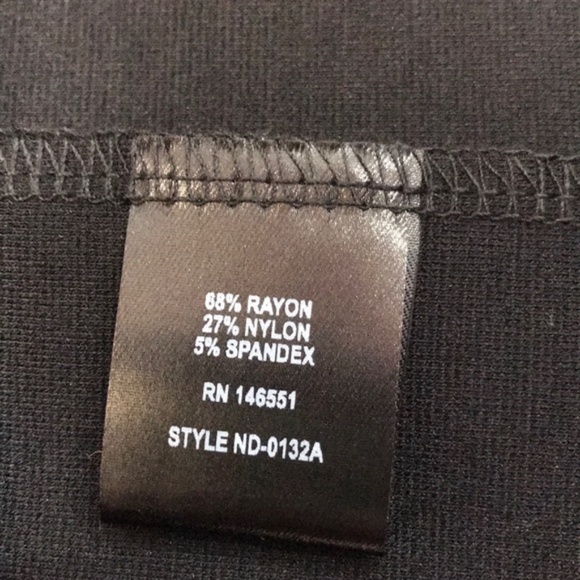 68% RAYON
27% NYLON
5% SPANDEX
RN 146551
STYLE ND-0132A